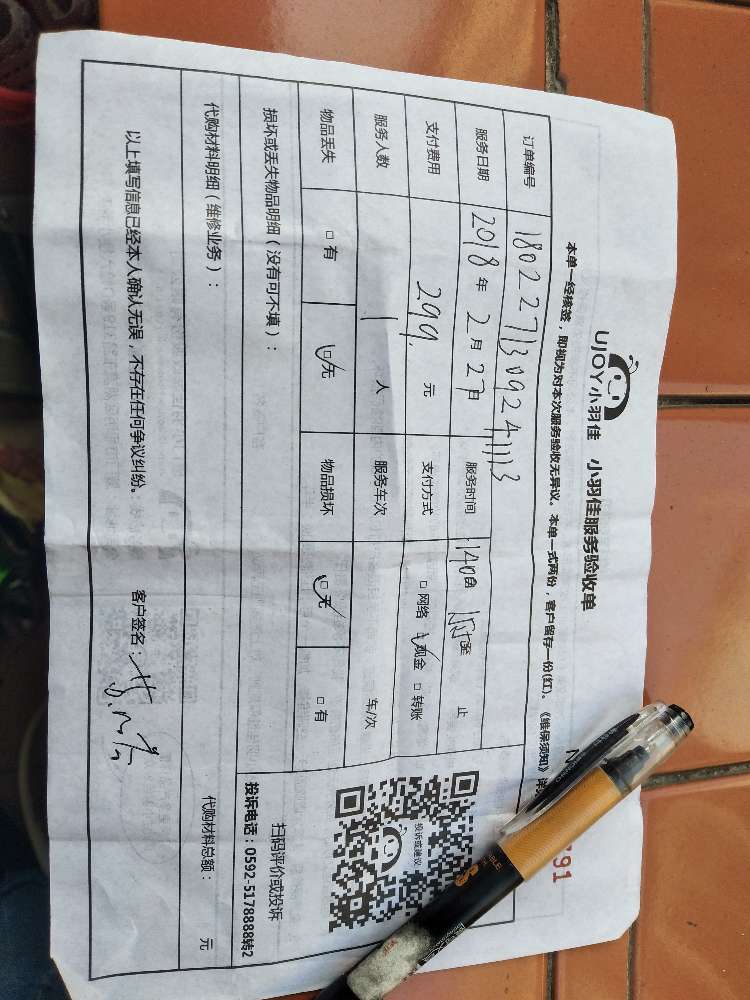 UJOY小羽佳 小羽佳服务验收单
本单一经核签，即视为对本次服务验收无异议。本单一式两份，客户留存一份(红)。《维保须知》详
订单编号 180227130924
服务日期 2018年2月27日 服务时间 至 止
支付费用 299 元 支付方式 □网络 □现金 □转账
服务人数 1 人 服务车次 车/次
物品丢失 □有 □无 物品损坏 □无 □有
损坏或丢失物品明细（没有可不填）：
代购材料明细（维修业务）：
代购材料总额： 元
以上填写信息已经本人确认无误，不存在任何争议纠纷。 客户签名：
投诉或建议
扫码评价或投诉
投诉电话：0592-5178888转2
91